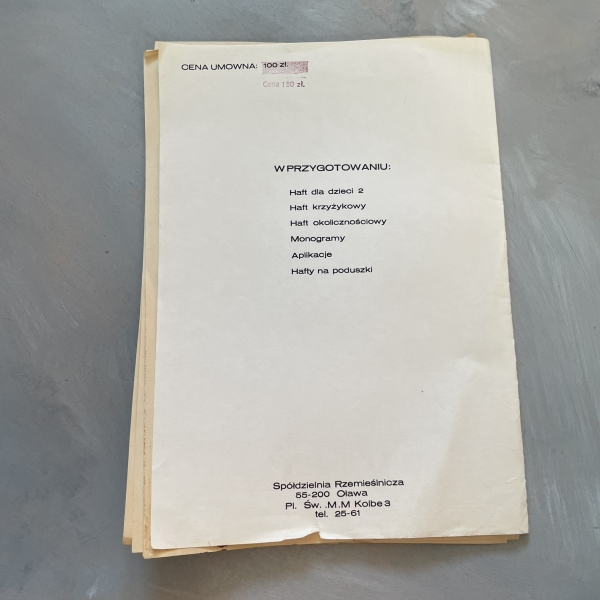 CENA UMOWNA: 100 zł.
Cena 150 zł.
W PRZYGOTOWANIU:
Haft dla dzieci 2
Haft krzyżykowy
Haft okolicznościowy
Monogramy
Aplikacje
Hafty na poduszki
Spółdzielnia Rzemieślnicza
55-200 Oława
Pl. Św. .M.M Kolbe 3
tel. 25-61